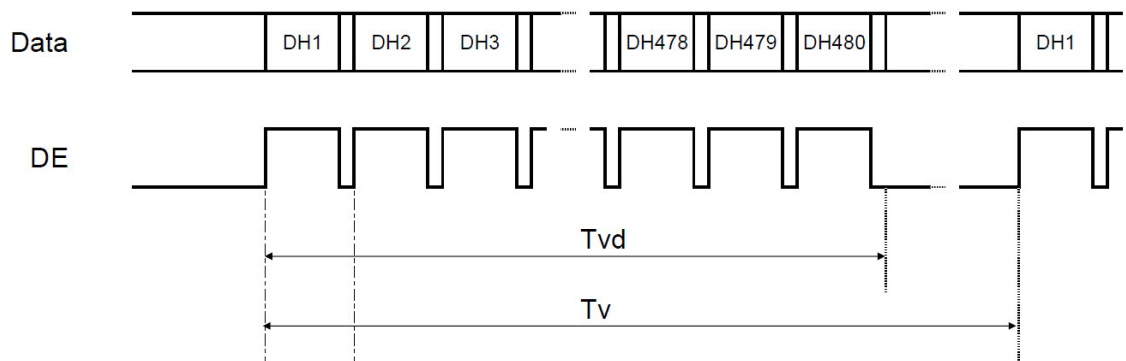 Data DH1 DH2 DH3 DH478 DH479 DH480 DH1
DE
Tvd
Tv